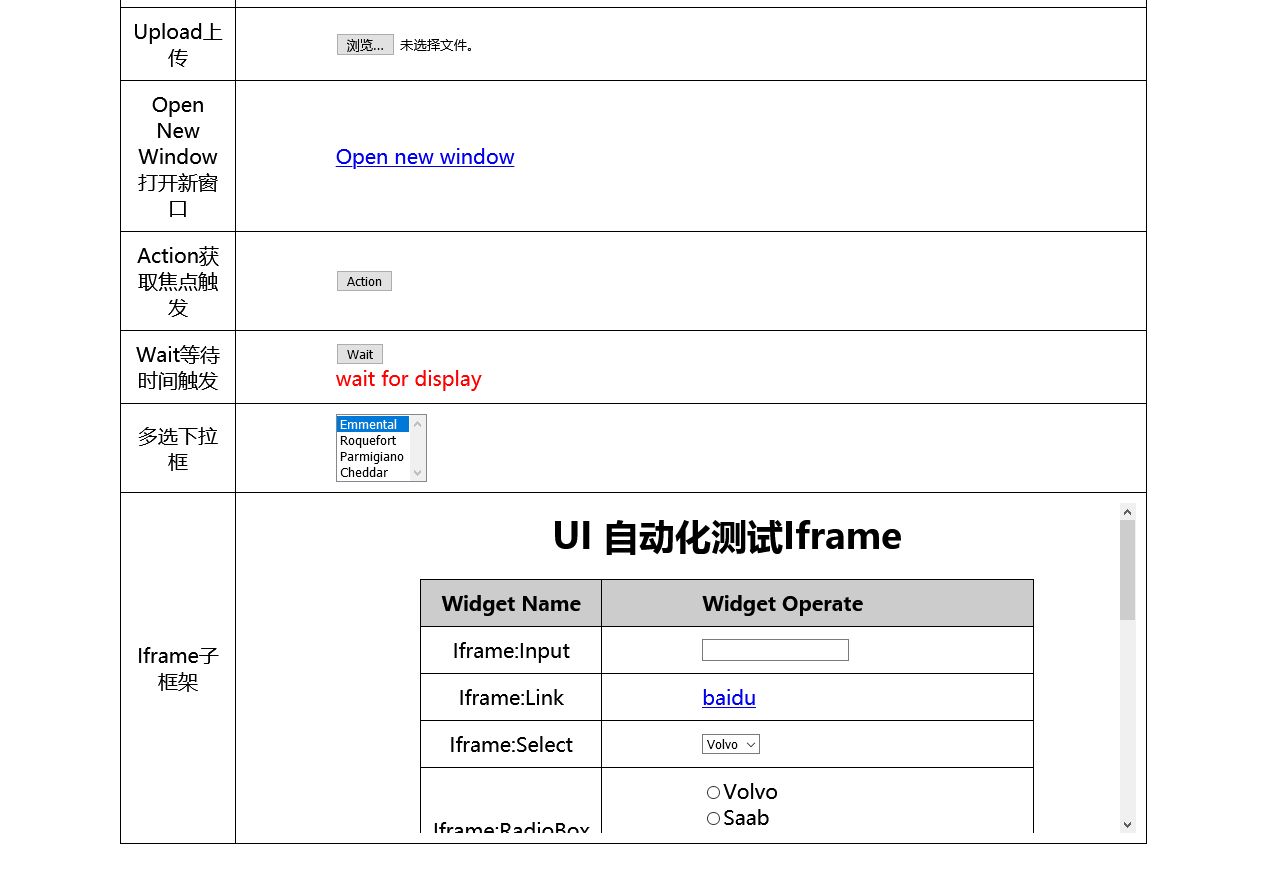 Upload上
传
浏览... 未选择文件。
Open
New
Window
打开新窗
口
Open new window
Action获
取焦点触
发
Action
Wait等待
时间触发
Wait
wait for display
多选下拉
框
Emmental
Roquefort
Parmigiano
Cheddar
Iframe子
框架
UI 自动化测试Iframe
Widget Name Widget Operate
Iframe:Input
Iframe:Link baidu
Iframe:Select Volvo
Iframe:RadioBox
Volvo
Saab